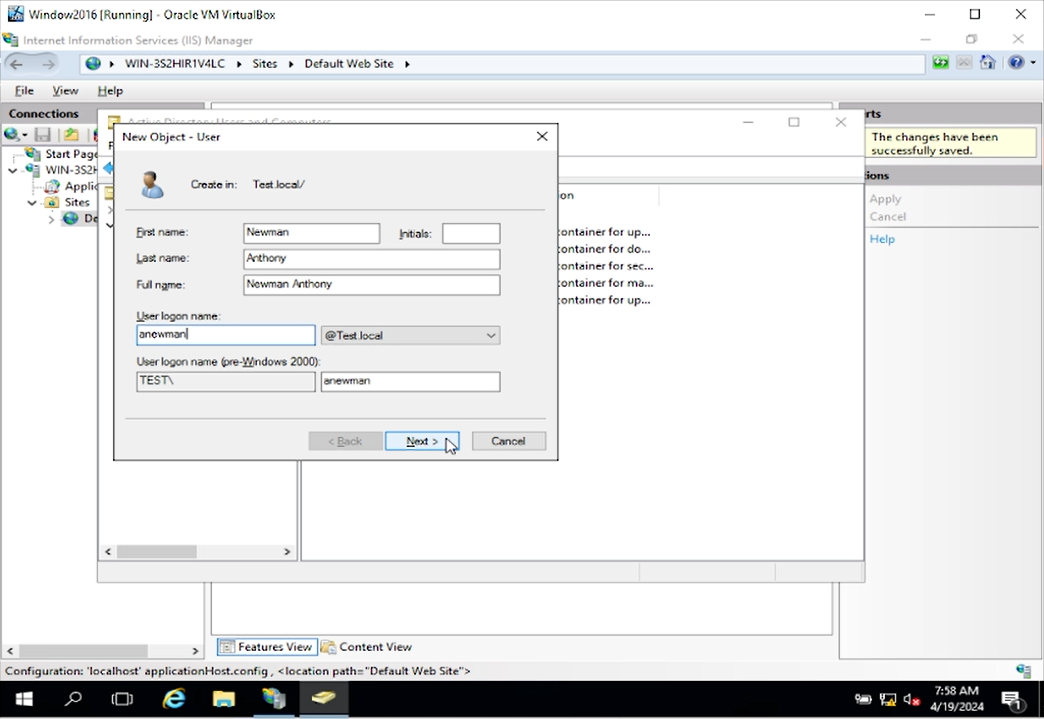 Window2016 [Running] - Oracle VM VirtualBox
Internet Information Services (IIS) Manager
WIN-3S2HIR1V4LC
Sites
Default Web Site
File View Help
Connections
Start Page
WIN-3S2H
Applic
Sites
De
Active Directory Users and Computers
New Object - User
Create in: Test.local/
First name: Newman Initials:
Last name: Anthony
Full name: Newman Anthony
User logon name:
anewman @Test.local
User logon name (pre-Windows 2000):
TEST\ anewman
< Back Next > Cancel
on
container for up...
container for do...
container for sec...
container for ma...
container for up...
rts
The changes have been
successfully saved.
ions
Apply
Cancel
Help
Features View Content View
Configuration: 'localhost' applicationHost.config , <location path="Default Web Site">
7:58 AM
4/19/2024
1